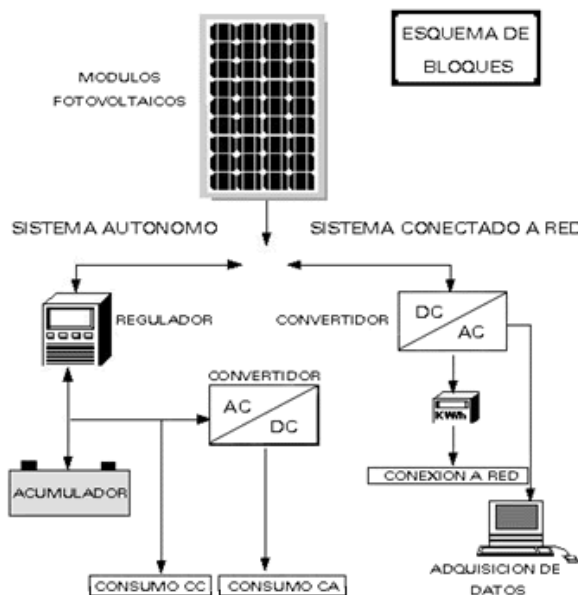 ESQUEMA DE
BLOQUES
MODULOS
FOTOVOLTAICOS
SISTEMA AUTONOMO
SISTEMA CONECTADO A RED
REGULADOR
CONVERTIDOR
DC
AC
CONVERTIDOR
AC
DC
KWh
ACUMULADOR
CONEXION A RED
CONSUMO CC
CONSUMO CA
ADQUISICION DE
DATOS